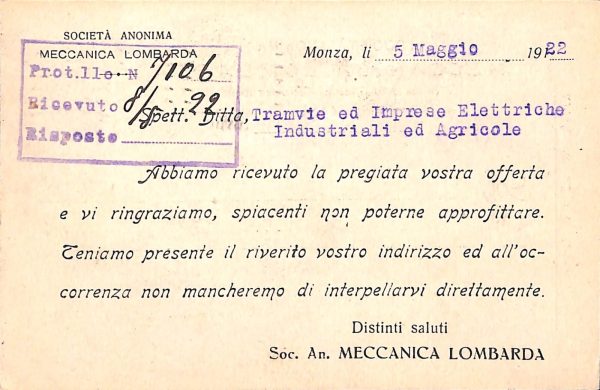 SOCIETÀ ANONIMA
MECCANICA LOMBARDA
Monza, li 5 Maggio 1922
Prot.llo N 7106
Ricevuto 8/5 22
Risposto
Spett. Ditta, Tramvie ed Imprese Elettriche
Industriali ed Agricole
Abbiamo ricevuto la pregiata vostra offerta
e vi ringraziamo, spiacenti non poterne approfittare.
Teniamo presente il riverito vostro indirizzo ed all'oc-
correnza non mancheremo di interpellarvi direttamente.
Distinti saluti
Soc. An. MECCANICA LOMBARDA